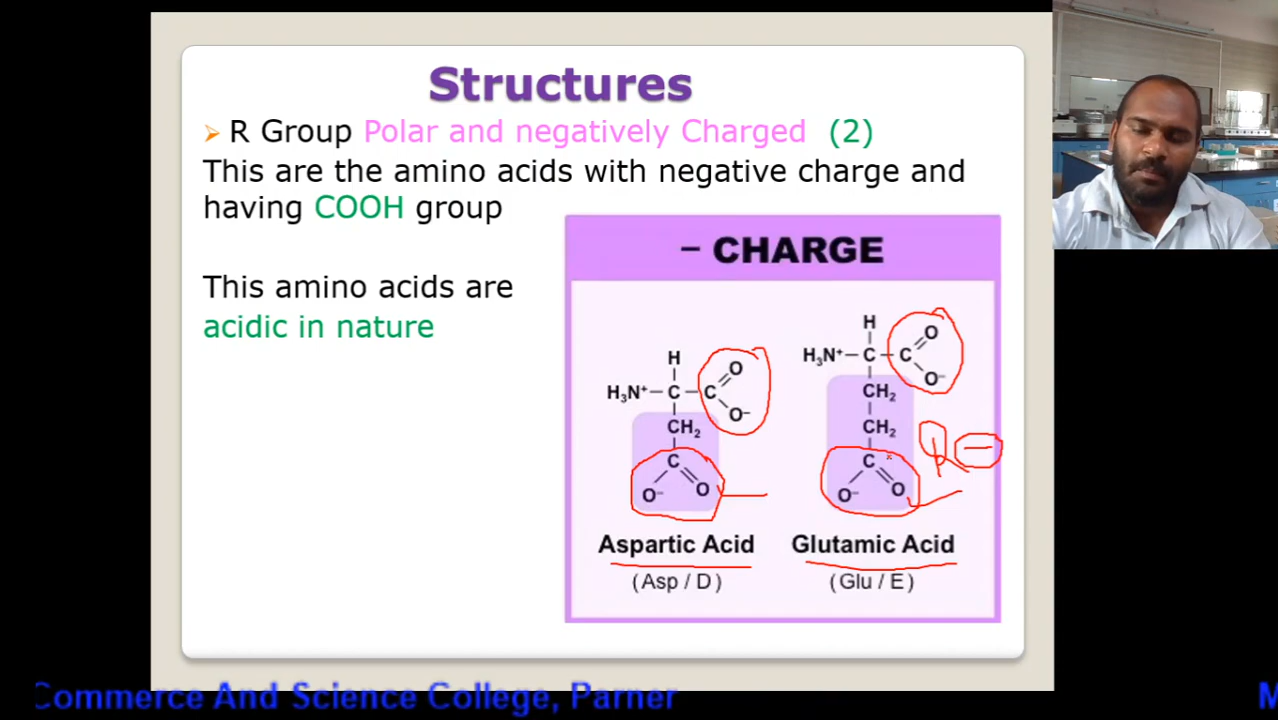 Structures
R Group Polar and negatively Charged (2)
This are the amino acids with negative charge and
having COOH group
This amino acids are
acidic in nature
− CHARGE
H
H₃N⁺− C − C
O
O⁻
CH₂
C
O⁻ O
Aspartic Acid
(Asp / D)
H
H₃N⁺− C − C
O
O⁻
CH₂
CH₂
C
O⁻ O
Glutamic Acid
(Glu / E)
R −
Commerce And Science College, Parner
M